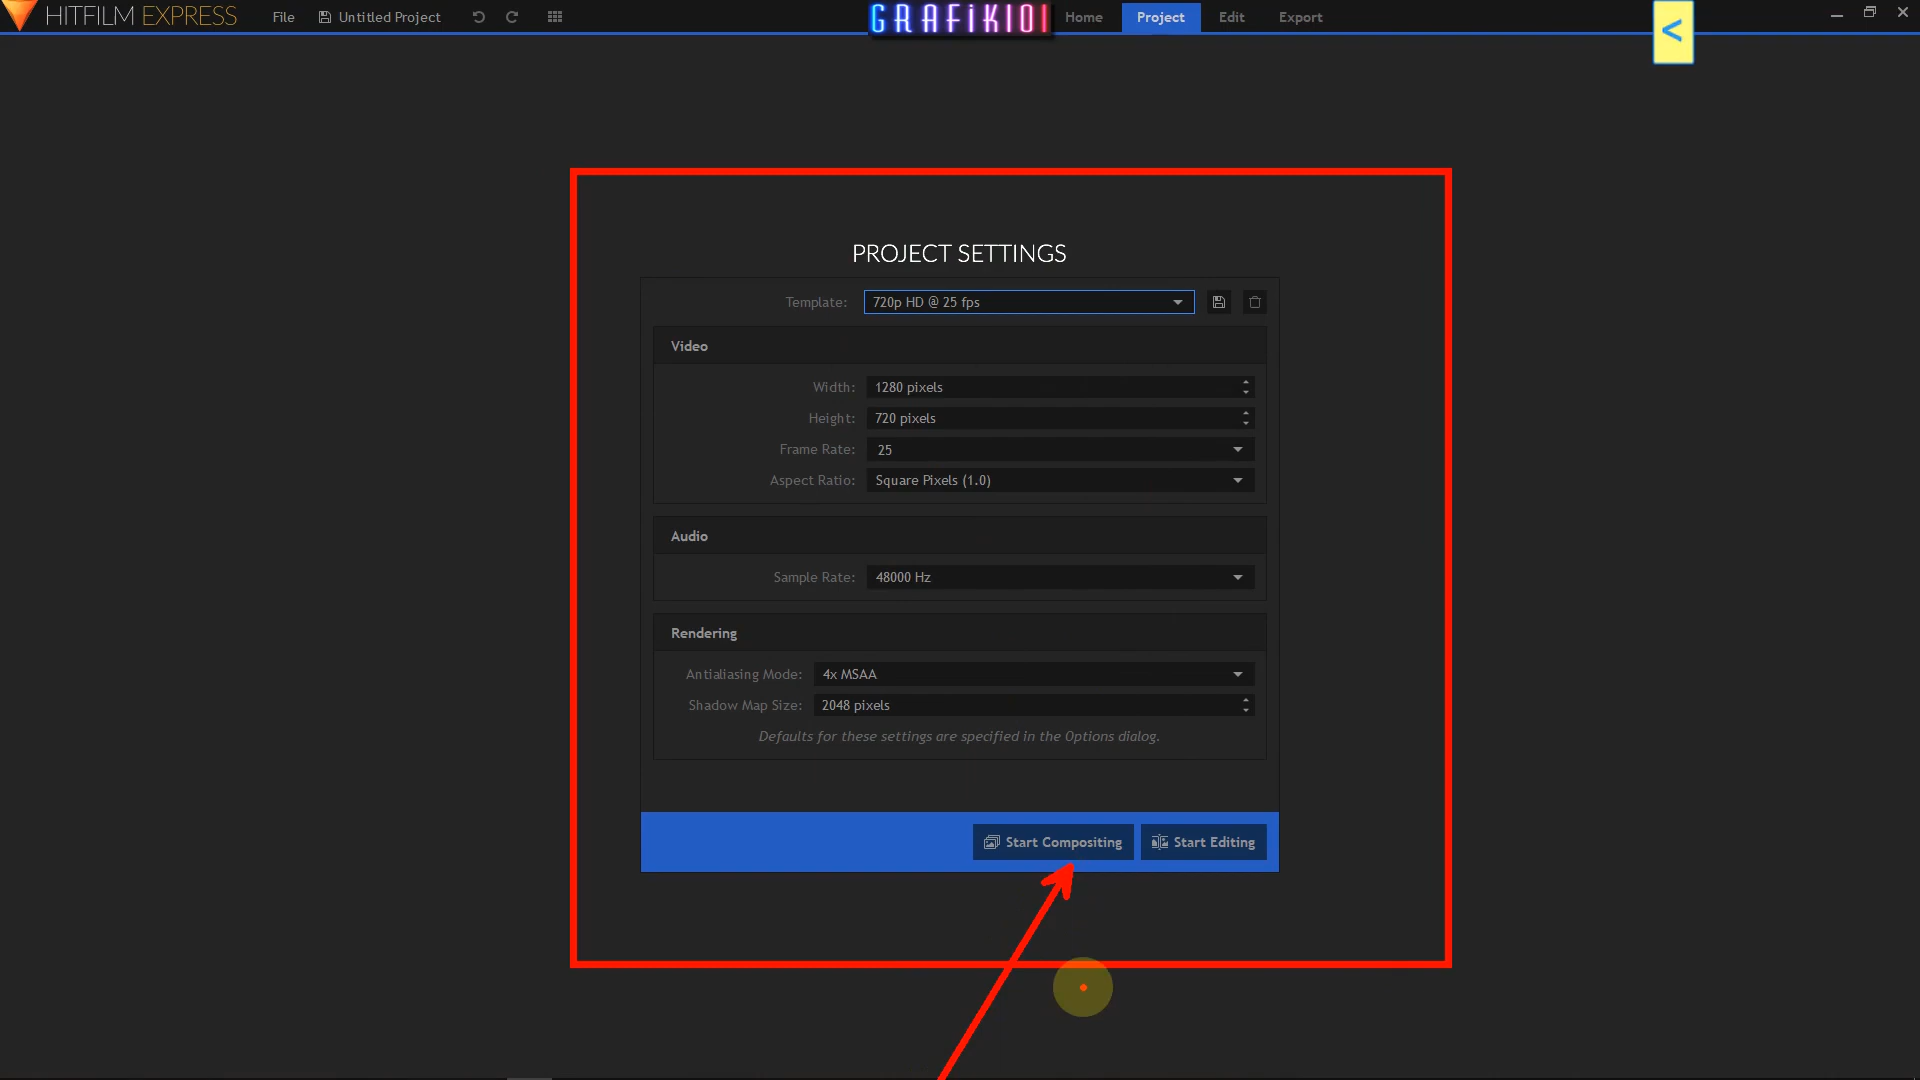 HITFILM EXPRESS File Untitled Project GRAFiK101 Home Project Edit Export
<
PROJECT SETTINGS
Template: 720p HD @ 25 fps
Video
Width: 1280 pixels
Height: 720 pixels
Frame Rate: 25
Aspect Ratio: Square Pixels (1.0)
Audio
Sample Rate: 48000 Hz
Rendering
Antialiasing Mode: 4x MSAA
Shadow Map Size: 2048 pixels
Defaults for these settings are specified in the Options dialog.
Start Compositing Start Editing